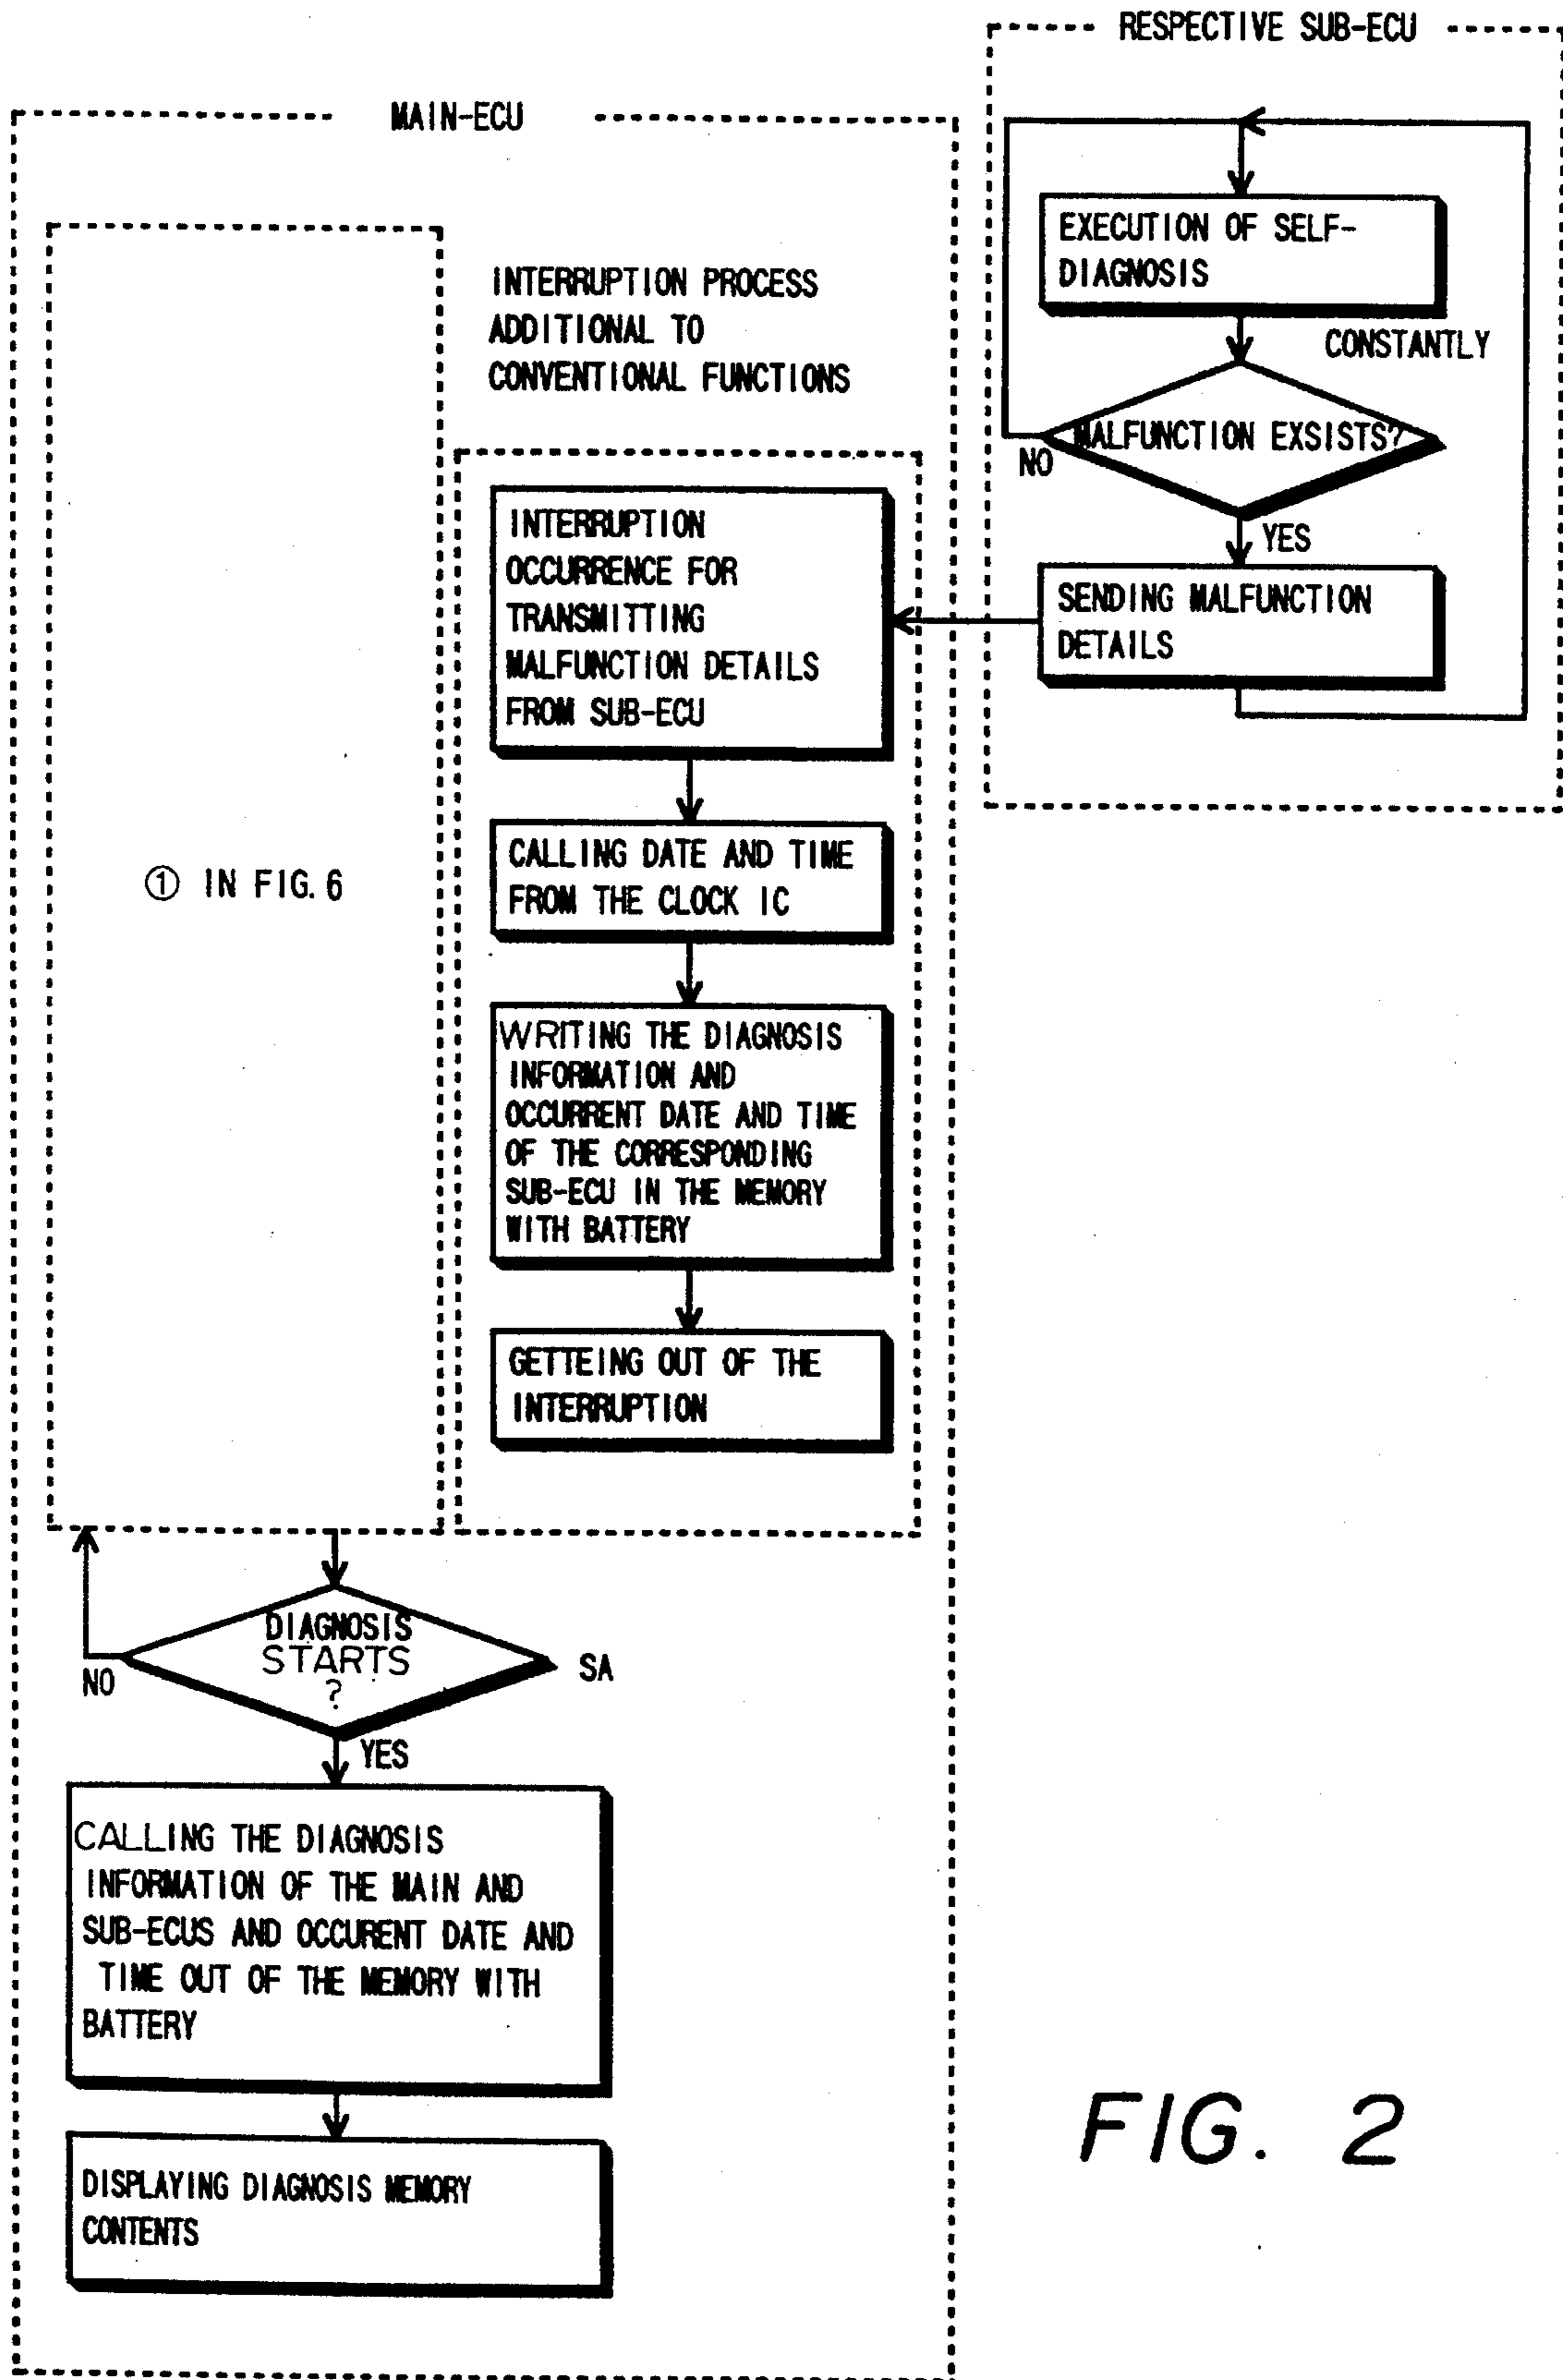 RESPECTIVE SUB-ECU
MAIN-ECU
EXECUTION OF SELF-
DIAGNOSIS
CONSTANTLY
MALFUNCTION EXSISTS?
NO
YES
SENDING MALFUNCTION
DETAILS
INTERRUPTION PROCESS
ADDITIONAL TO
CONVENTIONAL FUNCTIONS
INTERRUPTION
OCCURRENCE FOR
TRANSMITTING
MALFUNCTION DETAILS
FROM SUB-ECU
① IN FIG. 6
CALLING DATE AND TIME
FROM THE CLOCK IC
WRITING THE DIAGNOSIS
INFORMATION AND
OCCURRENT DATE AND TIME
OF THE CORRESPONDING
SUB-ECU IN THE MEMORY
WITH BATTERY
GETTEING OUT OF THE
INTERRUPTION
DIAGNOSIS
STARTS
?
NO
SA
YES
CALLING THE DIAGNOSIS
INFORMATION OF THE MAIN AND
SUB-ECUS AND OCCURENT DATE AND
TIME OUT OF THE MEMORY WITH
BATTERY
DISPLAYING DIAGNOSIS MEMORY
CONTENTS
FIG. 2